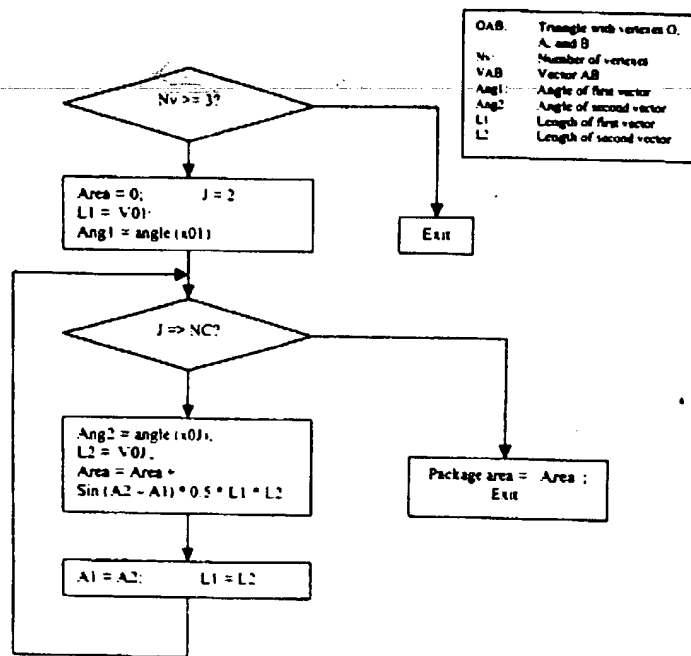 OAB: Triangle with vertexes O,
A, and B
Nv: Number of vertexes
VAB Vector AB
Ang1: Angle of first vector
Ang2 Angle of second vector
L1 Length of first vector
L2 Length of second vector
Nv >= 3?
Area = 0; J = 2
L1 = V01;
Ang1 = angle (x01)
Exit
J => NC?
Ang2 = angle (x0J),
L2 = V0J,
Area = Area +
Sin (A2 - A1) * 0.5 * L1 * L2
Package area = Area ;
Exit
A1 = A2; L1 = L2